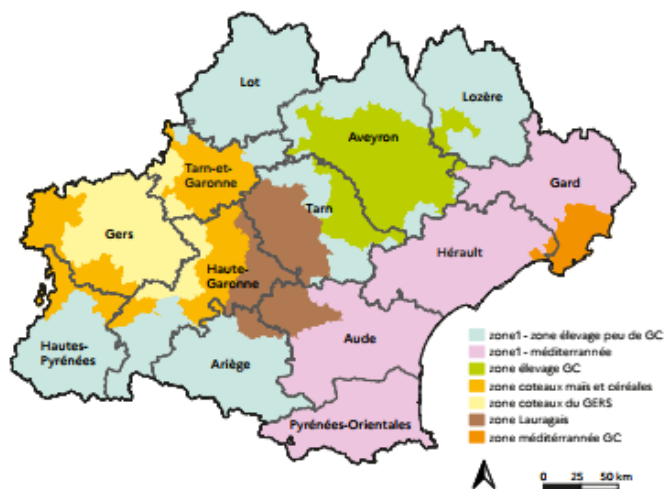 Lot
Lozère
Aveyron
Tarn-et-
Garonne
Gard
Tarn
Gers
Hérault
Haute-
Garonne
Hautes-
Pyrénées
Ariège
Aude
Pyrénées-Orientales
zone1 - zone élevage peu de GC
zone1 - méditerrannée
zone élevage GC
zone coteaux maïs et céréales
zone coteaux du GERS
zone Lauragais
zone méditérrannée GC
0 25 50 km